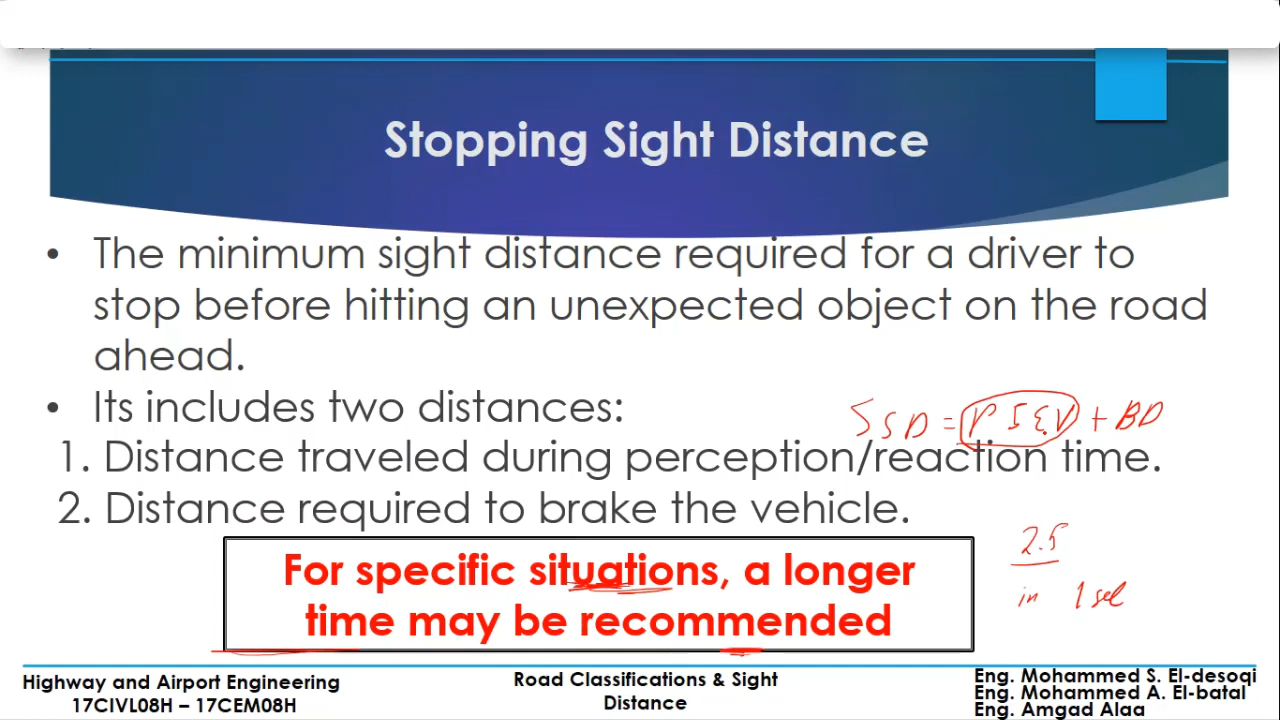 Stopping Sight Distance
• The minimum sight distance required for a driver to
stop before hitting an unexpected object on the road
ahead.
• Its includes two distances:
SSD = PIEV + BD
1. Distance traveled during perception/reaction time.
2. Distance required to brake the vehicle.
For specific situations, a longer
time may be recommended
2.5
in 1 sec
Highway and Airport Engineering
17CIVL08H – 17CEM08H
Road Classifications & Sight
Distance
Eng. Mohammed S. El-desoqi
Eng. Mohammed A. El-batal
Eng. Amgad Alaa